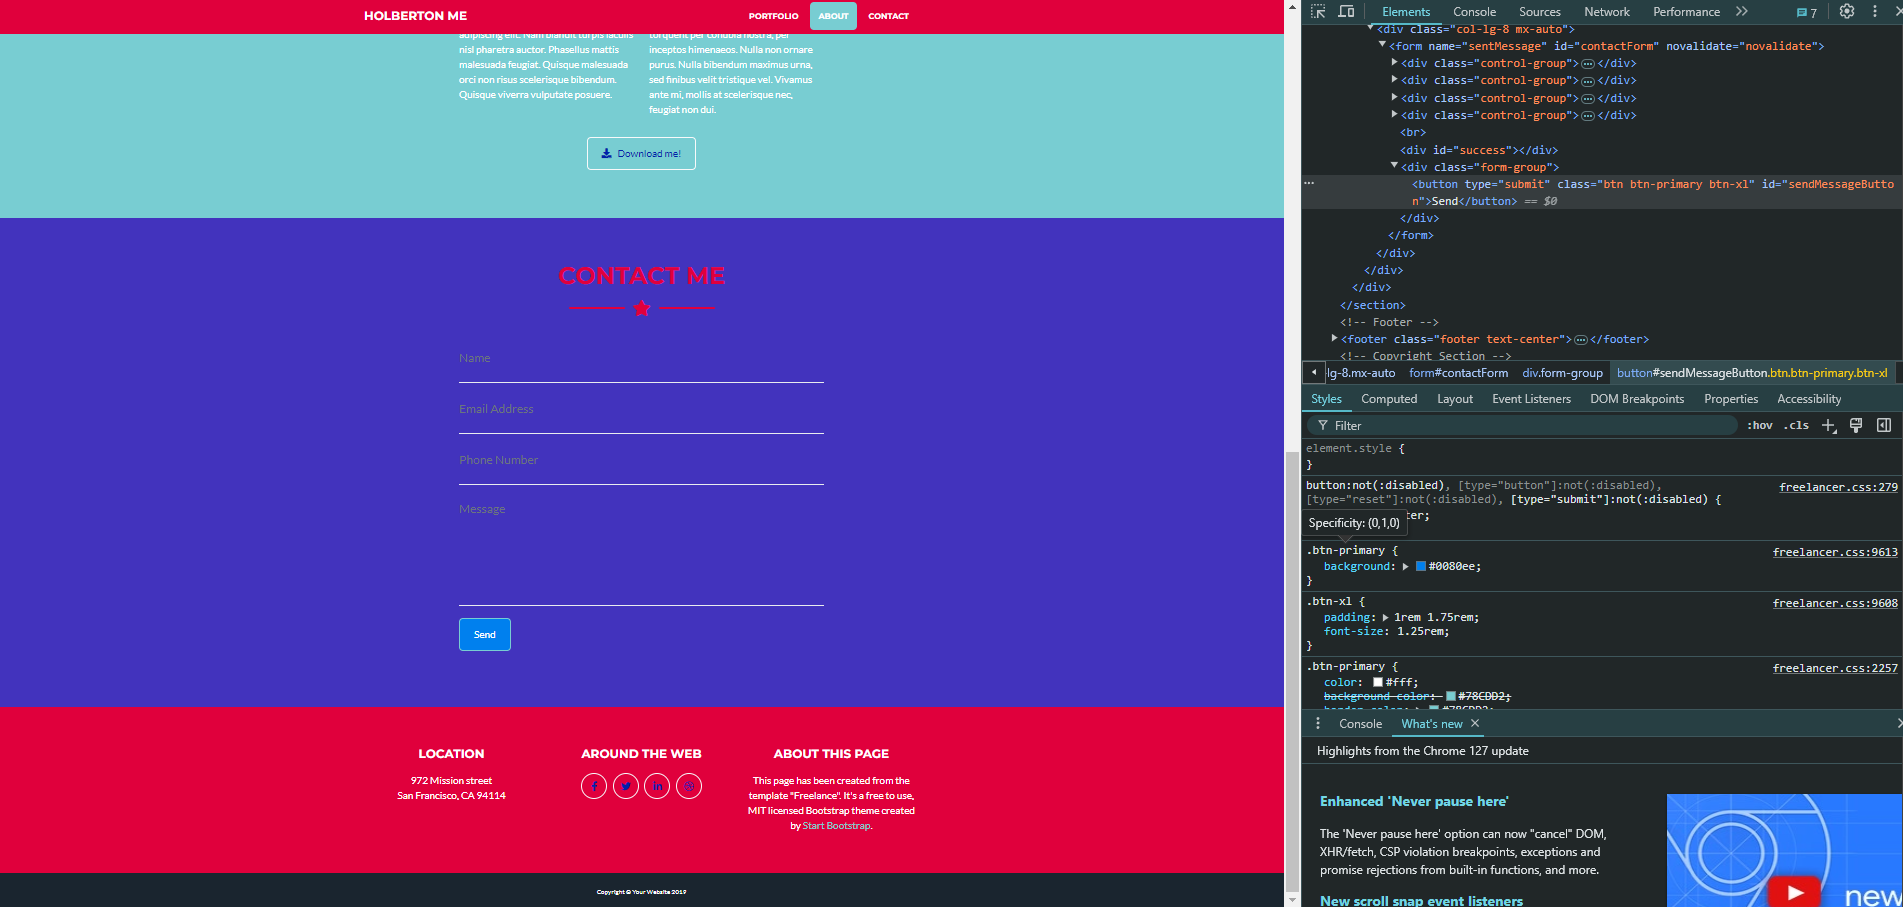 HOLBERTON ME
PORTFOLIO
ABOUT
CONTACT
adipiscing elit. Nam blandit turpis iaculis
nisl pharetra auctor. Phasellus mattis
malesuada feugiat. Quisque malesuada
orci non risus scelerisque bibendum.
Quisque viverra vulputate posuere.
torquent per conubia nostra, per
inceptos himenaeos. Nulla non ornare
purus. Nulla bibendum maximus urna,
sed finibus velit tristique vel. Vivamus
ante mi, mollis at scelerisque nec,
feugiat non dui.
Download me!
CONTACT ME
Name
Email Address
Phone Number
Message
Send
LOCATION
972 Mission street
San Francisco, CA 94114
AROUND THE WEB
ABOUT THIS PAGE
This page has been created from the
template "Freelance". It's a free to use,
MIT licensed Bootstrap theme created
by Start Bootstrap.
Copyright © Your Website 2019
Elements
Console
Sources
Network
Performance
7
<div class="col-lg-8 mx-auto">
<form name="sentMessage" id="contactForm" novalidate="novalidate">
<div class="control-group"> ⋯ </div>
<div class="control-group"> ⋯ </div>
<div class="control-group"> ⋯ </div>
<div class="control-group"> ⋯ </div>
<br>
<div id="success"></div>
<div class="form-group">
<button type="submit" class="btn btn-primary btn-xl" id="sendMessageButto
n">Send</button> == $0
</div>
</form>
</div>
</div>
</div>
</section>
<!-- Footer -->
<footer class="footer text-center"> ⋯ </footer>
<!-- Copyright Section -->
-lg-8.mx-auto
form#contactForm
div.form-group
button#sendMessageButton.btn.btn-primary.btn-xl
Styles
Computed
Layout
Event Listeners
DOM Breakpoints
Properties
Accessibility
Filter
:hov
.cls
element.style {
}
button:not(:disabled), [type="button"]:not(:disabled),
freelancer.css:279
[type="reset"]:not(:disabled), [type="submit"]:not(:disabled) {
ter;
Specificity: (0,1,0)
.btn-primary {
freelancer.css:9613
background: #0080ee;
}
.btn-xl {
freelancer.css:9608
padding: 1rem 1.75rem;
font-size: 1.25rem;
}
.btn-primary {
freelancer.css:2257
color: #fff;
background-color: #78CDD2;
border-color: #78CDD2;
Console
What's new
Highlights from the Chrome 127 update
Enhanced 'Never pause here'
The 'Never pause here' option can now "cancel" DOM,
XHR/fetch, CSP violation breakpoints, exceptions and
promise rejections from built-in functions, and more.
New scroll snap event listeners
new